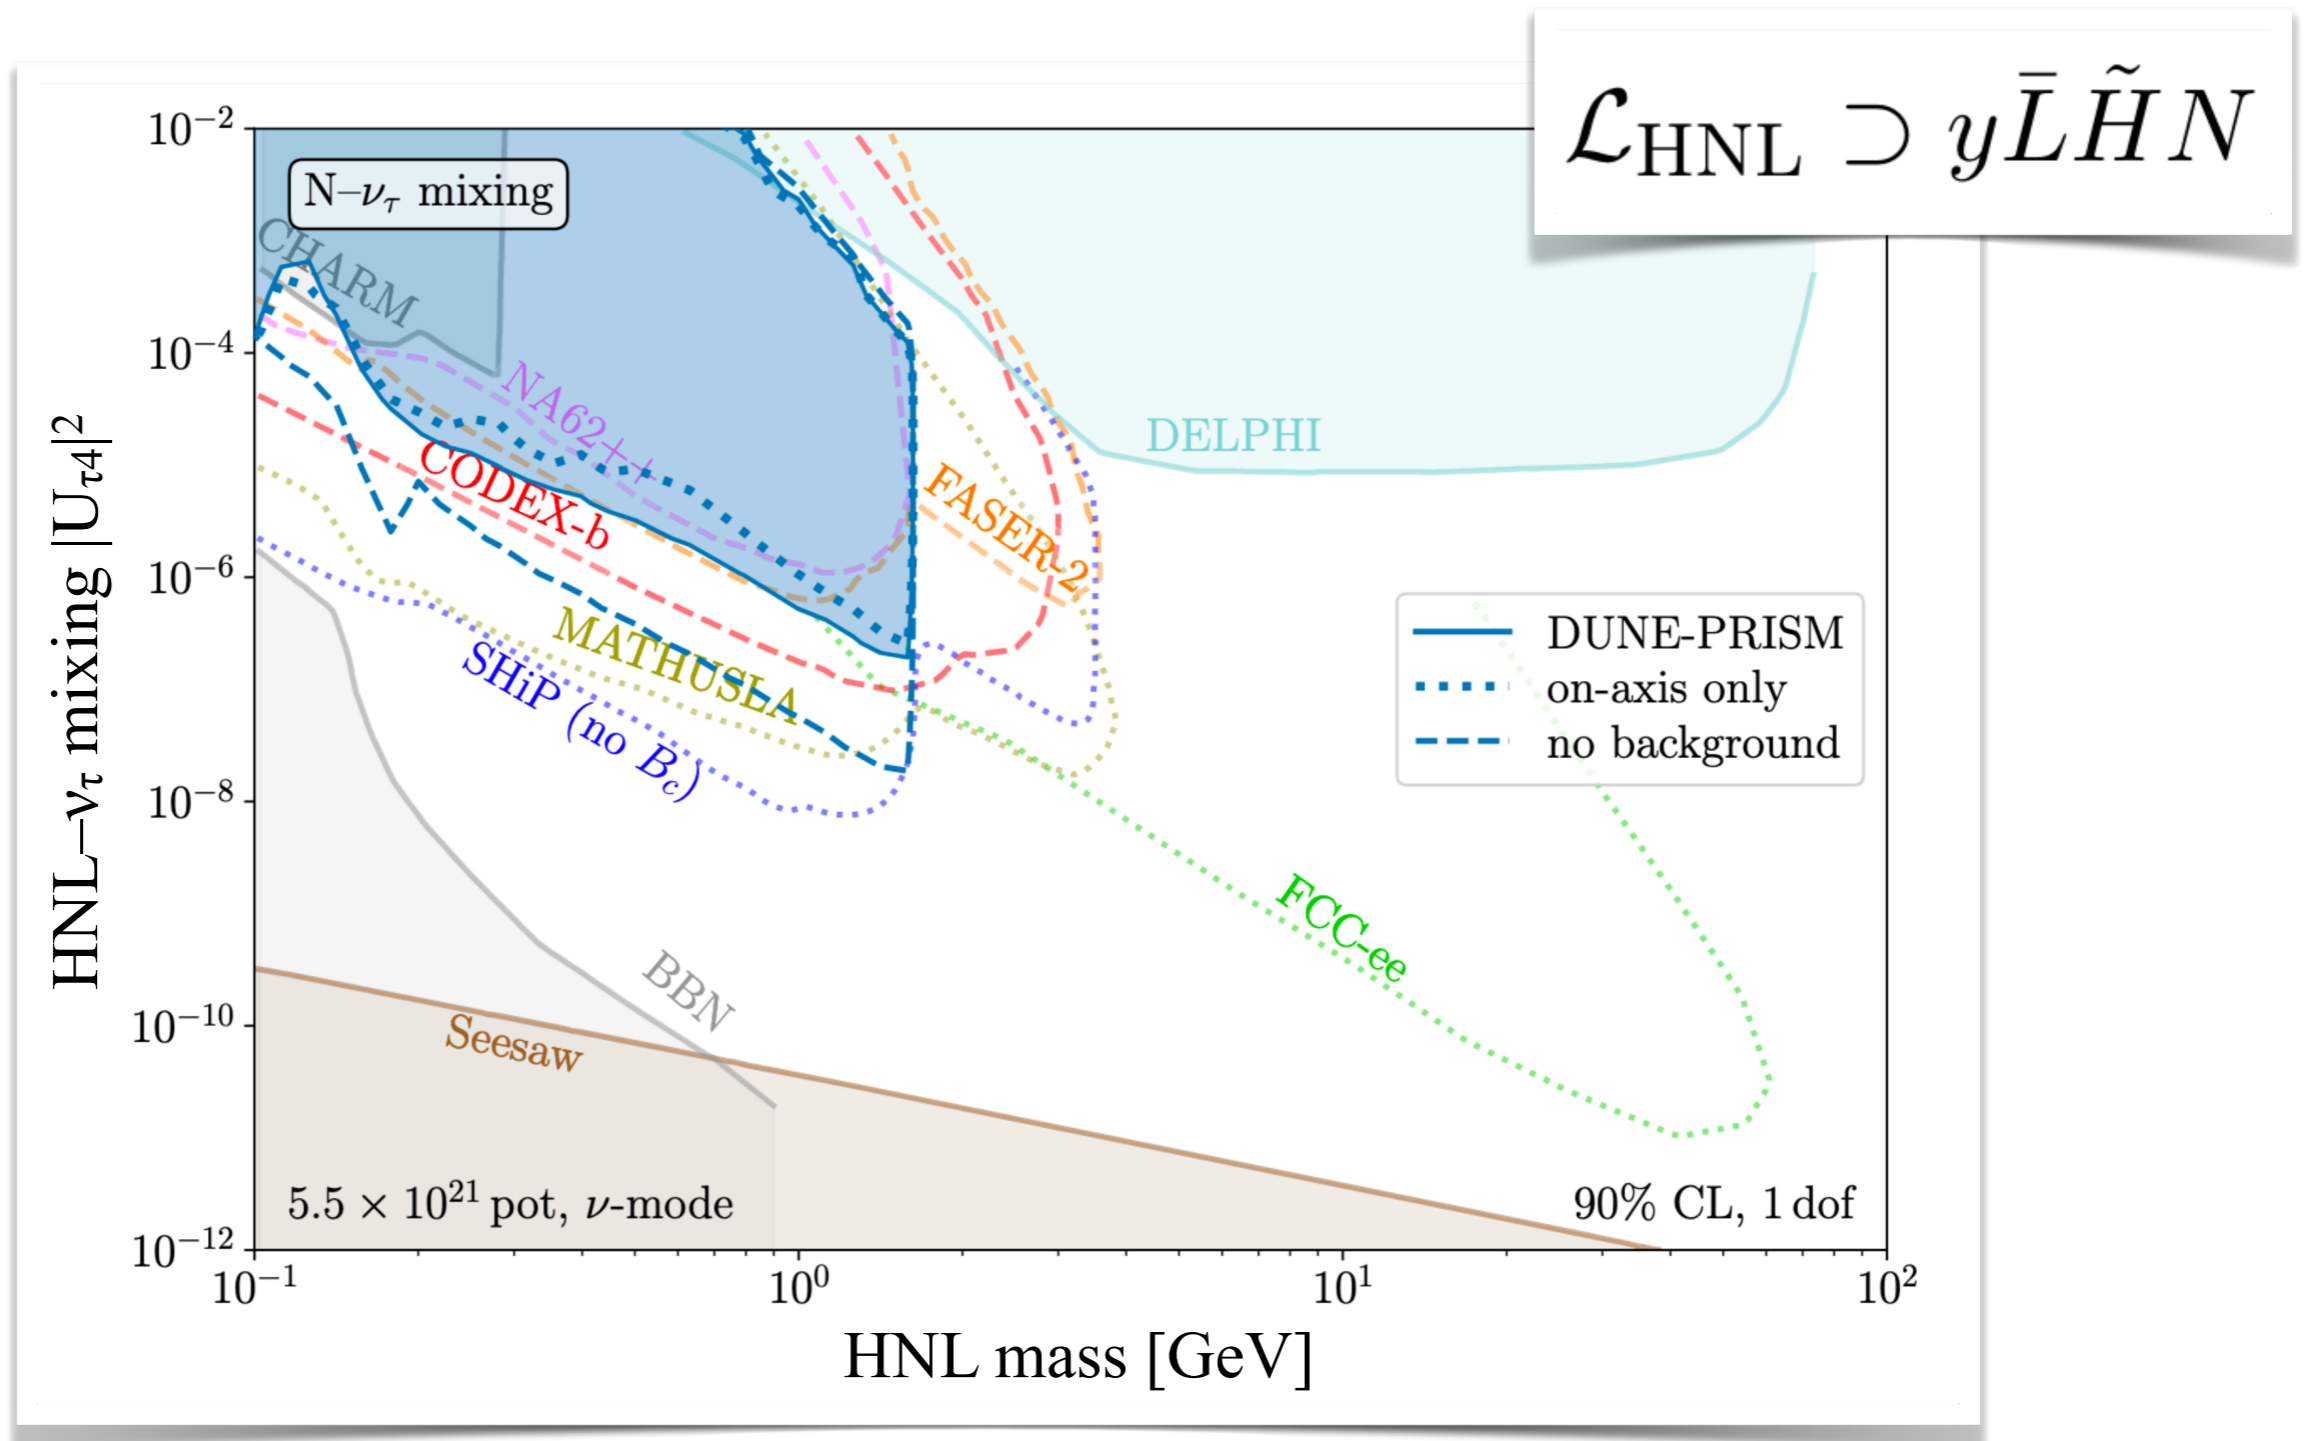 ℒ_HNL ⊃ yL̄H̃N
10⁻²
10⁻⁴
10⁻⁶
10⁻⁸
10⁻¹⁰
10⁻¹²
HNL–ντ mixing |Uτ4|²
N–ντ mixing
CHARM
NA62++
CODEX-b
DELPHI
FASER-2
MATHUSLA
SHiP (no Bc)
DUNE-PRISM
on-axis only
no background
FCC-ee
BBN
Seesaw
5.5 × 10²¹ pot, ν-mode
90% CL, 1 dof
10⁻¹ 10⁰ 10¹ 10²
HNL mass [GeV]